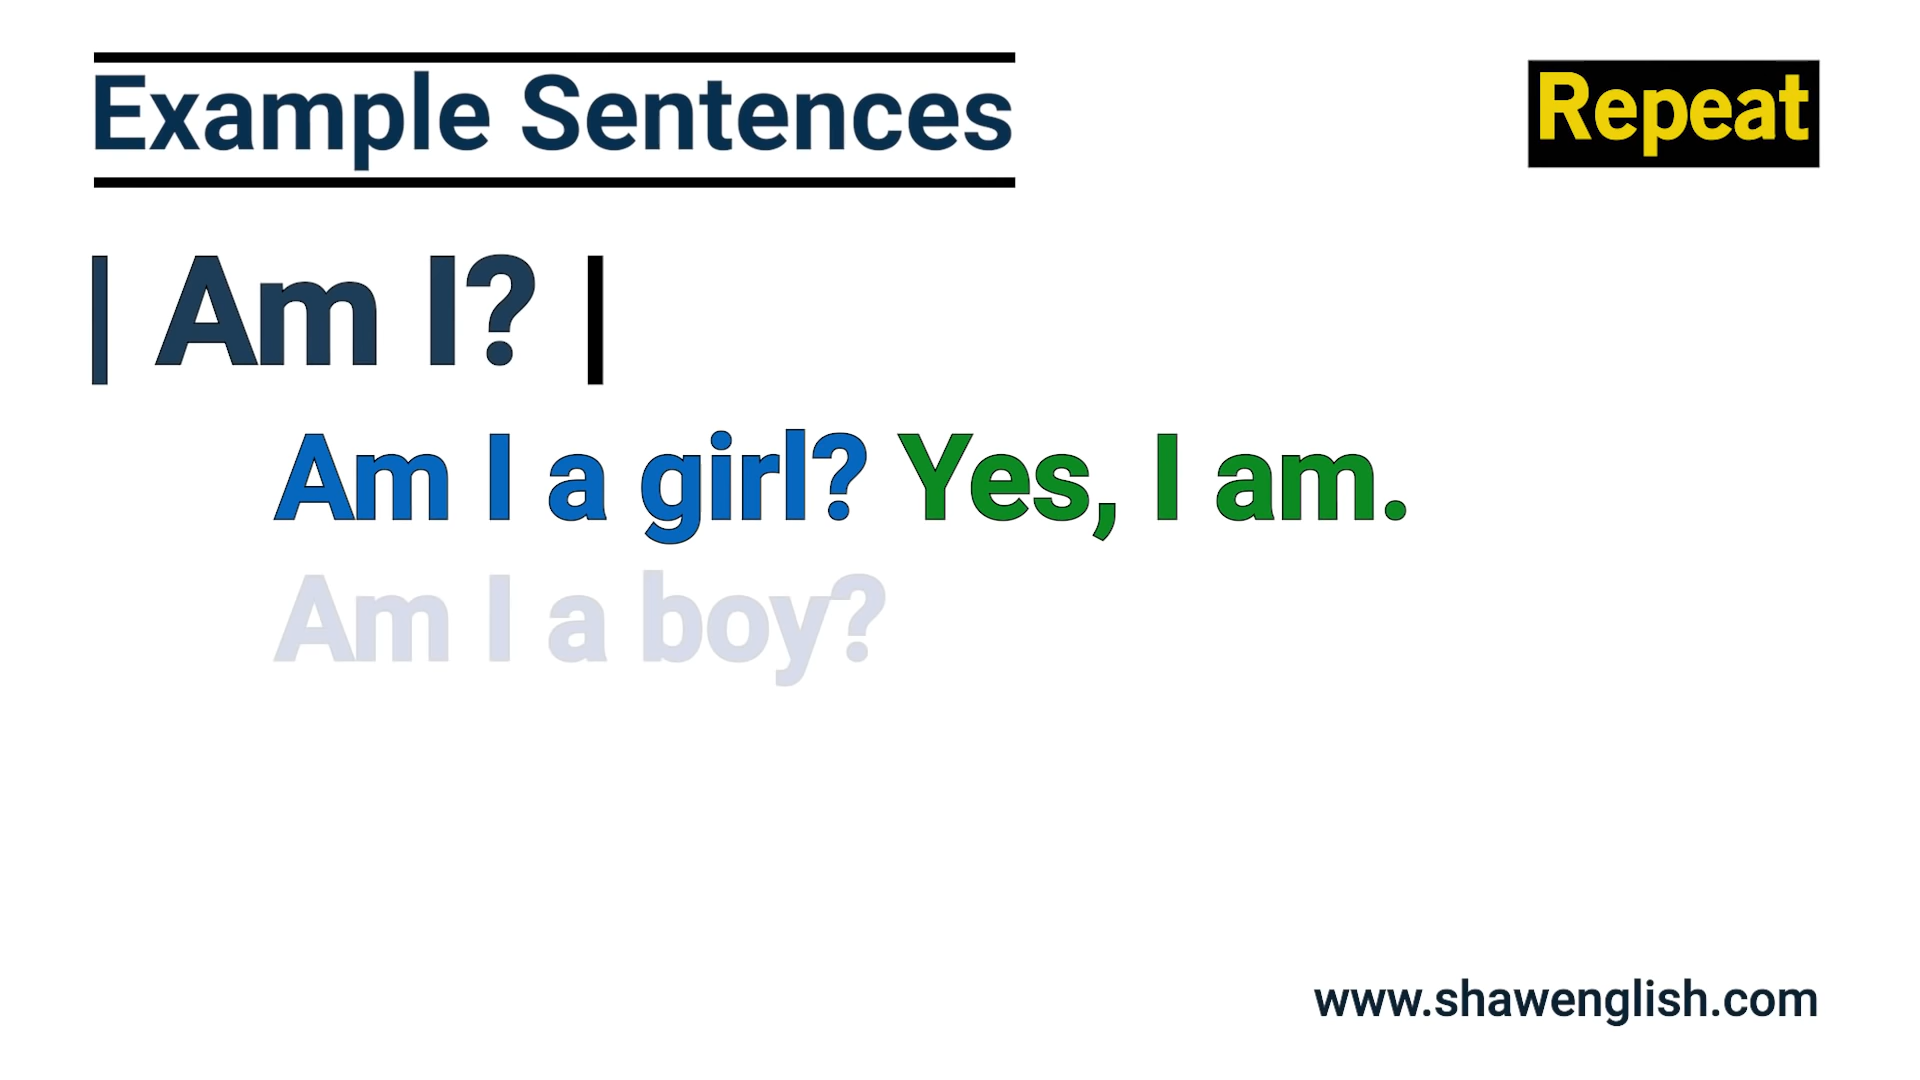 Example Sentences
Repeat
| Am I? |
Am I a girl? Yes, I am.
Am I a boy?
www.shawenglish.com